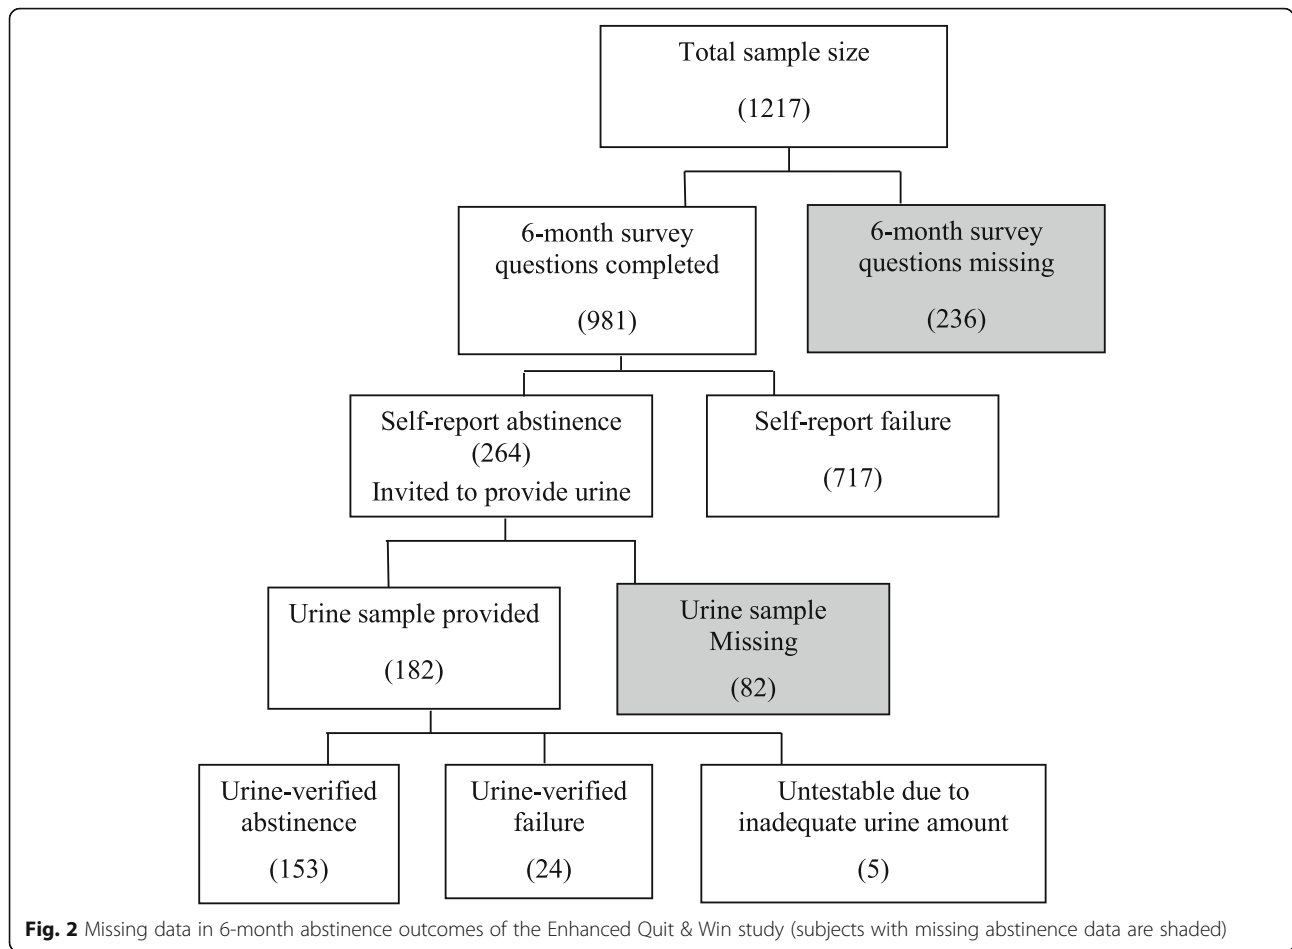 Total sample size
(1217)
6-month survey
questions completed
(981)
6-month survey
questions missing
(236)
Self-report abstinence
(264)
Invited to provide urine
Self-report failure
(717)
Urine sample provided
(182)
Urine sample
Missing
(82)
Urine-verified
abstinence
(153)
Urine-verified
failure
(24)
Untestable due to
inadequate urine amount
(5)
Fig. 2 Missing data in 6-month abstinence outcomes of the Enhanced Quit & Win study (subjects with missing abstinence data are shaded)